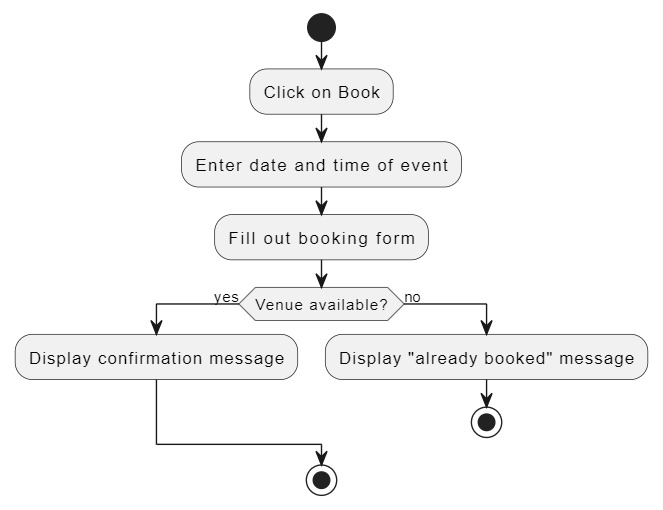 Click on Book
Enter date and time of event
Fill out booking form
yes
Venue available?
no
Display confirmation message
Display "already booked" message